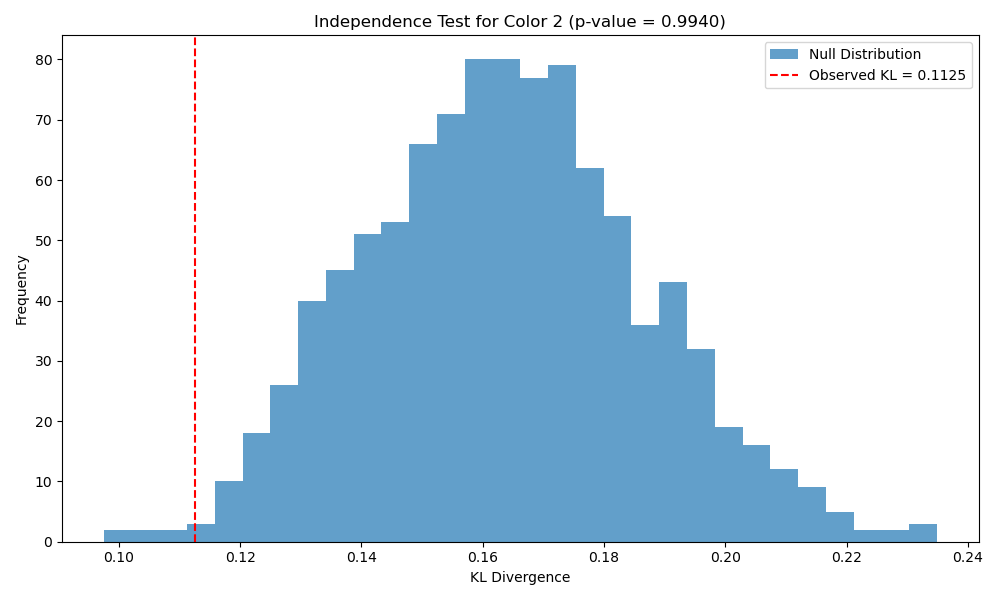 Independence Test for Color 2 (p-value = 0.9940)
Null Distribution
Observed KL = 0.1125
Frequency
80
70
60
50
40
30
20
10
0
0.10 0.12 0.14 0.16 0.18 0.20 0.22 0.24
KL Divergence